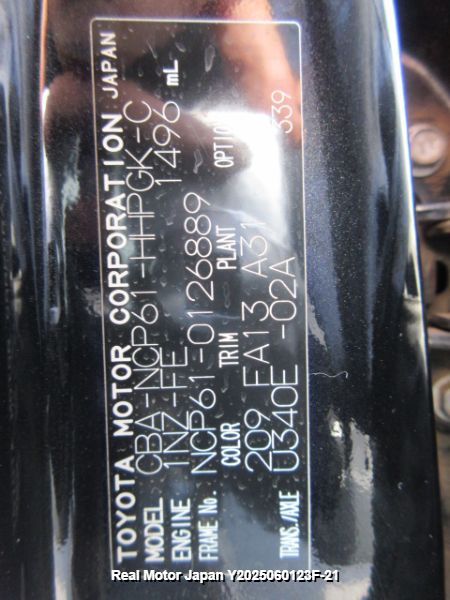 TOYOTA MOTOR CORPORATION JAPAN
MODEL CBA-NCP61-HHPGK-C
ENGINE 1NZ-FE 1496 mL
FRAME No. NCP61-0126889
COLOR TRIM PLANT OPTION
209 FA13 A31 339
TRANS./AXLE U340E -02A
Real Motor Japan Y2025060123F-21